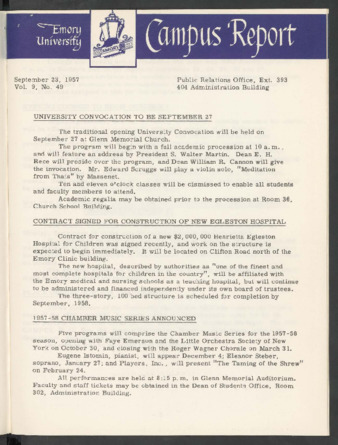 Emory
University
Campus Report
September 23, 1957
Vol. 9, No. 49
Public Relations Office, Ext. 393
404 Administration Building
UNIVERSITY CONVOCATION TO BE SEPTEMBER 27
The traditional opening University Convocation will be held on
September 27 at Glenn Memorial Church.
The program will begin with a full academic procession at 10 a.m.,
and will feature an address by President S. Walter Martin. Dean E. H.
Rece will preside over the program, and Dean William R. Cannon will give
the invocation. Mr. Edward Scruggs will play a violin solo, "Meditation
from Thais" by Massenet.
Ten and eleven o'clock classes will be dismissed to enable all students
and faculty members to attend.
Academic regalia may be obtained prior to the procession at Room 36,
Church School Building.
CONTRACT SIGNED FOR CONSTRUCTION OF NEW EGLESTON HOSPITAL
Contract for construction of a new $2,000,000 Henrietta Egleston
Hospital for Children was signed recently, and work on the structure is
expected to begin immediately. It will be located on Clifton Road north of the
Emory Clinic building.
The new hospital, described by authorities as "one of the finest and
most complete hospitals for children in the country", will be affiliated with
the Emory medical and nursing schools as a teaching hospital, but will continue
to be administered and financed independently under its own board of trustees.
The three-story, 100 bed structure is scheduled for completion by
September, 1958.
1957-58 CHAMBER MUSIC SERIES ANNOUNCED
Five programs will comprise the Chamber Music Series for the 1957-58
season, opening with Faye Emerson and the Little Orchestra Society of New
York on October 30, and closing with the Roger Wagner Chorale on March 31.
Eugene Istomin, pianist, will appear December 4; Eleanor Steber,
soprano, January 27; and Players, Inc., will present "The Taming of the Shrew"
on February 24.
All performances are held at 8:15 p.m. in Glenn Memorial Auditorium.
Faculty and staff tickets may be obtained in the Dean of Students Office, Room
302, Administration Building.